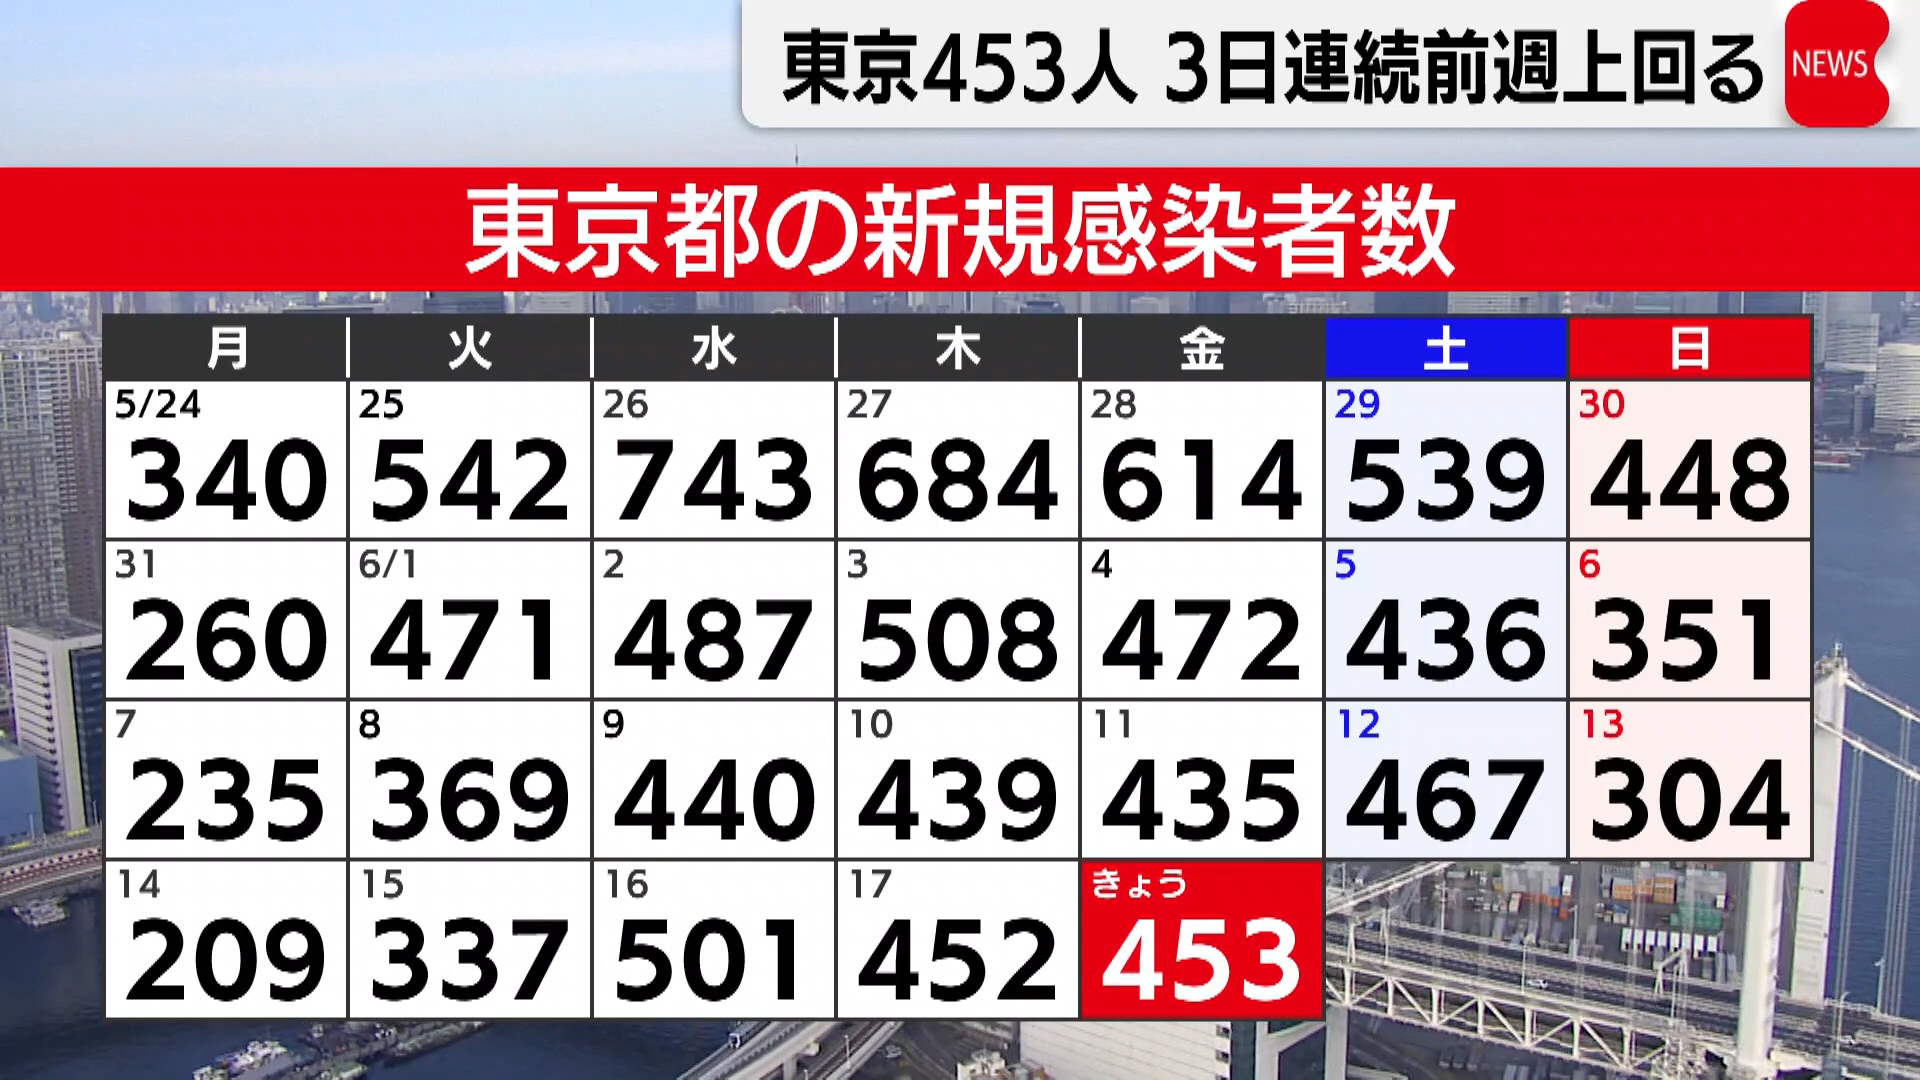 東京453人 3日連続前週上回る
NEWS
東京都の新規感染者数
月 火 水 木 金 土 日
5/24 25 26 27 28 29 30
340 542 743 684 614 539 448
31 6/1 2 3 4 5 6
260 471 487 508 472 436 351
7 8 9 10 11 12 13
235 369 440 439 435 467 304
14 15 16 17 きょう
209 337 501 452 453